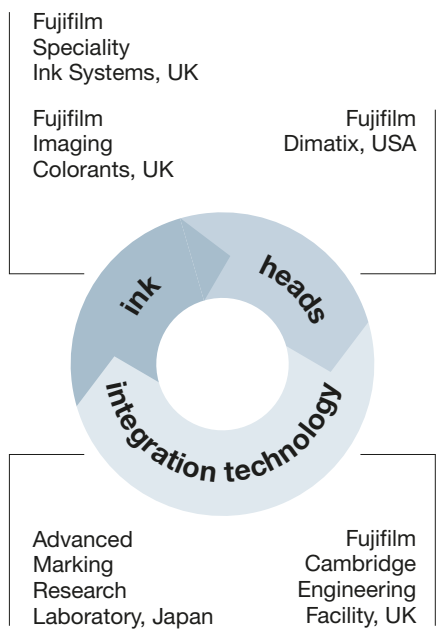 Fujifilm
Speciality
Ink Systems, UK
Fujifilm
Imaging
Colorants, UK
Fujifilm
Dimatix, USA
ink
heads
integration technology
Advanced
Marking
Research
Laboratory, Japan
Fujifilm
Cambridge
Engineering
Facility, UK